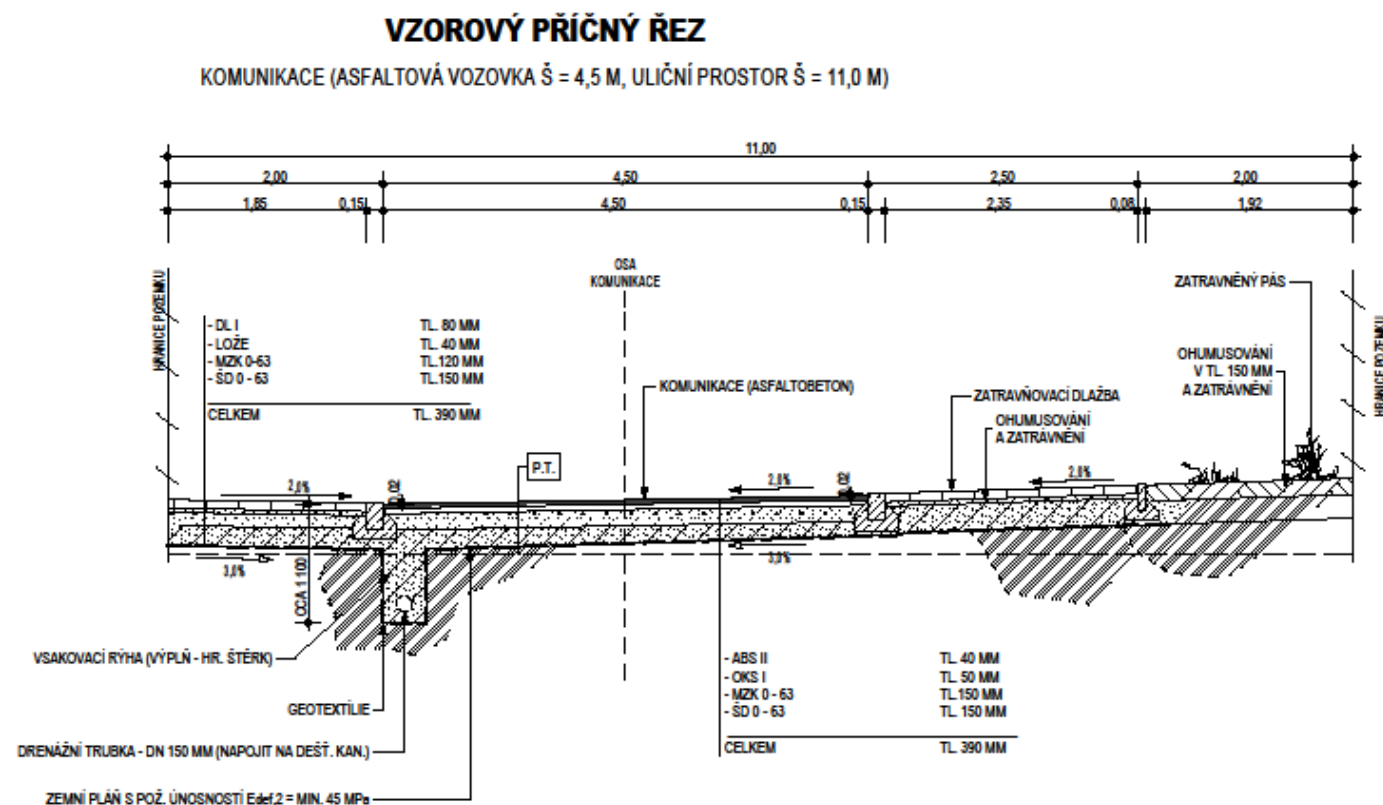 VZOROVÝ PŘÍČNÝ ŘEZ
KOMUNIKACE (ASFALTOVÁ VOZOVKA Š = 4,5 M, ULIČNÍ PROSTOR Š = 11,0 M)
11,00
2,00 4,50 2,50 2,00
1,85 0,15 4,50 0,15 2,35 0,08 1,92
HRANICE POZEMKU
OSA
KOMUNIKACE
ZATRAVNĚNÝ PÁS
HRANICE POZEMKU
- DL I TL. 80 MM
- LOŽE TL. 40 MM
- MZK 0-63 TL.120 MM
- ŠD 0 - 63 TL.150 MM
CELKEM TL. 390 MM
OHUMUSOVÁNÍ
V TL. 150 MM
A ZATRÁVNĚNÍ
KOMUNIKACE (ASFALTOBETON)
ZATRAVŇOVACÍ DLAŽBA
OHUMUSOVÁNÍ
A ZATRÁVNĚNÍ
P.T.
2,0% 0,02 2,0% 0,02 2,0%
3,0% 3,0%
CCA 1 100
VSAKOVACÍ RÝHA (VÝPLŇ - HR. ŠTĚRK)
- ABS II TL. 40 MM
- OKS I TL. 50 MM
- MZK 0 - 63 TL.150 MM
- ŠD 0 - 63 TL. 150 MM
CELKEM TL. 390 MM
GEOTEXTÍLIE
DRENÁŽNÍ TRUBKA - DN 150 MM (NAPOJIT NA DEŠŤ. KAN.)
ZEMNÍ PLÁŇ S POŽ. ÚNOSNOSTÍ Edef,2 = MIN. 45 MPa